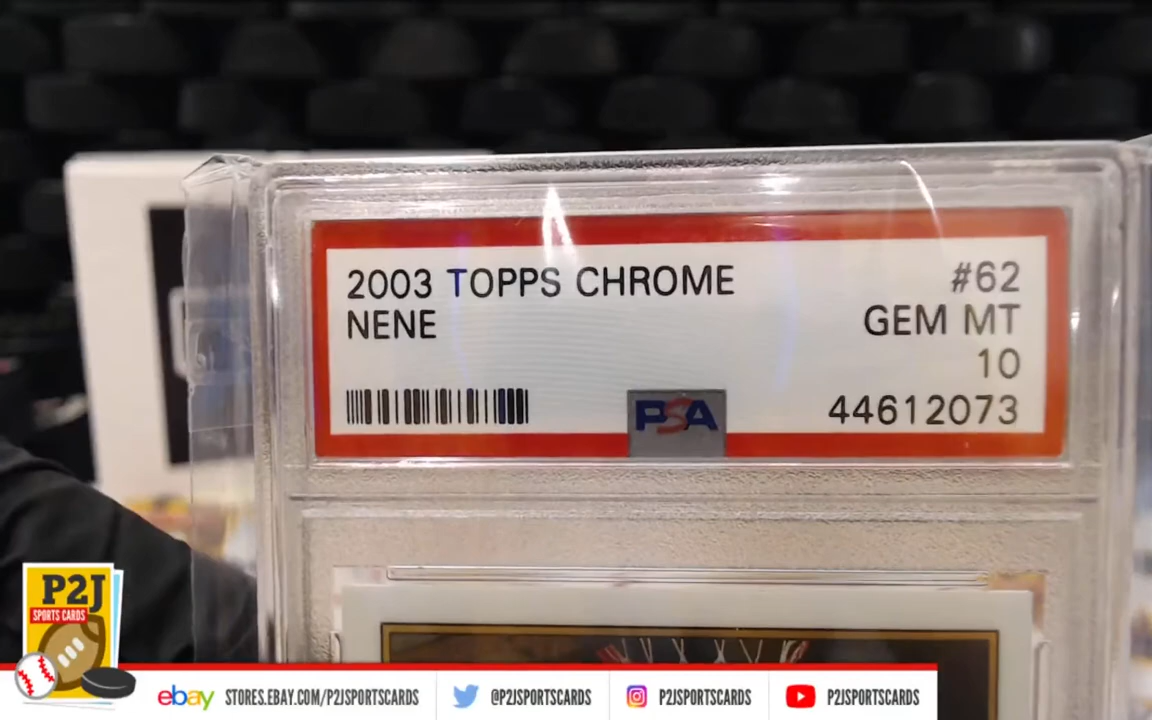 2003 TOPPS CHROME #62
NENE GEM MT
10
PSA 44612073
P2J
SPORTS CARDS
ebay STORES.EBAY.COM/P2JSPORTSCARDS @P2JSPORTSCARDS P2JSPORTSCARDS P2JSPORTSCARDS